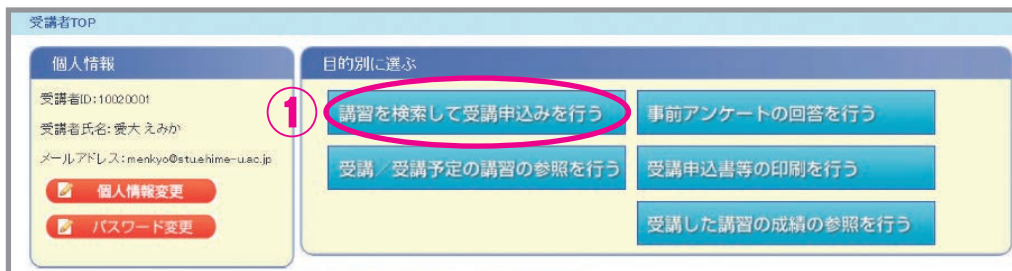 受講者TOP
個人情報
受講者ID:10020001
受講者氏名:愛大 えみか
メールアドレス:menkyo@stu.ehime-u.ac.jp
個人情報変更
パスワード変更
目的別に選ぶ
①
講習を検索して受講申込みを行う
事前アンケートの回答を行う
受講/受講予定の講習の参照を行う
受講申込書等の印刷を行う
受講した講習の成績の参照を行う